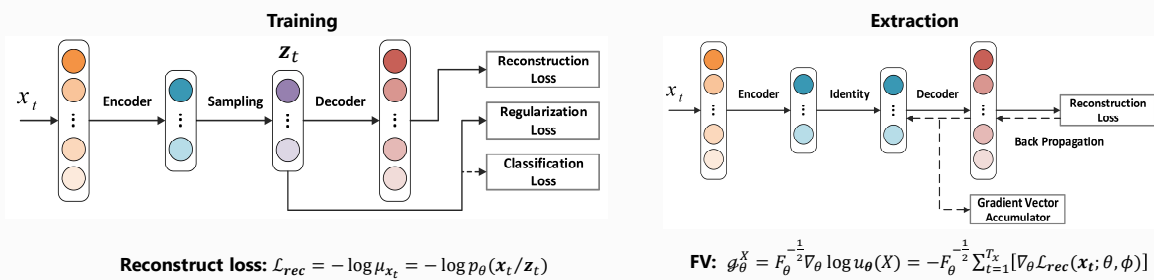 Training
x_t
Encoder
Sampling
z_t
Decoder
Reconstruction
Loss
Regularization
Loss
Classification
Loss
Reconstruct loss: ℒ_rec = − log μ_{x_t} = − log p_θ(x_t/z_t)
Extraction
x_t
Encoder
Identity
Decoder
Reconstruction
Loss
Back Propagation
Gradient Vector
Accumulator
FV: 𝒢_θ^X = F_θ^{-1/2} ∇_θ log u_θ(X) = −F_θ^{-1/2} ∑_{t=1}^{T_x} [∇_θ ℒ_rec(x_t; θ, ϕ)]